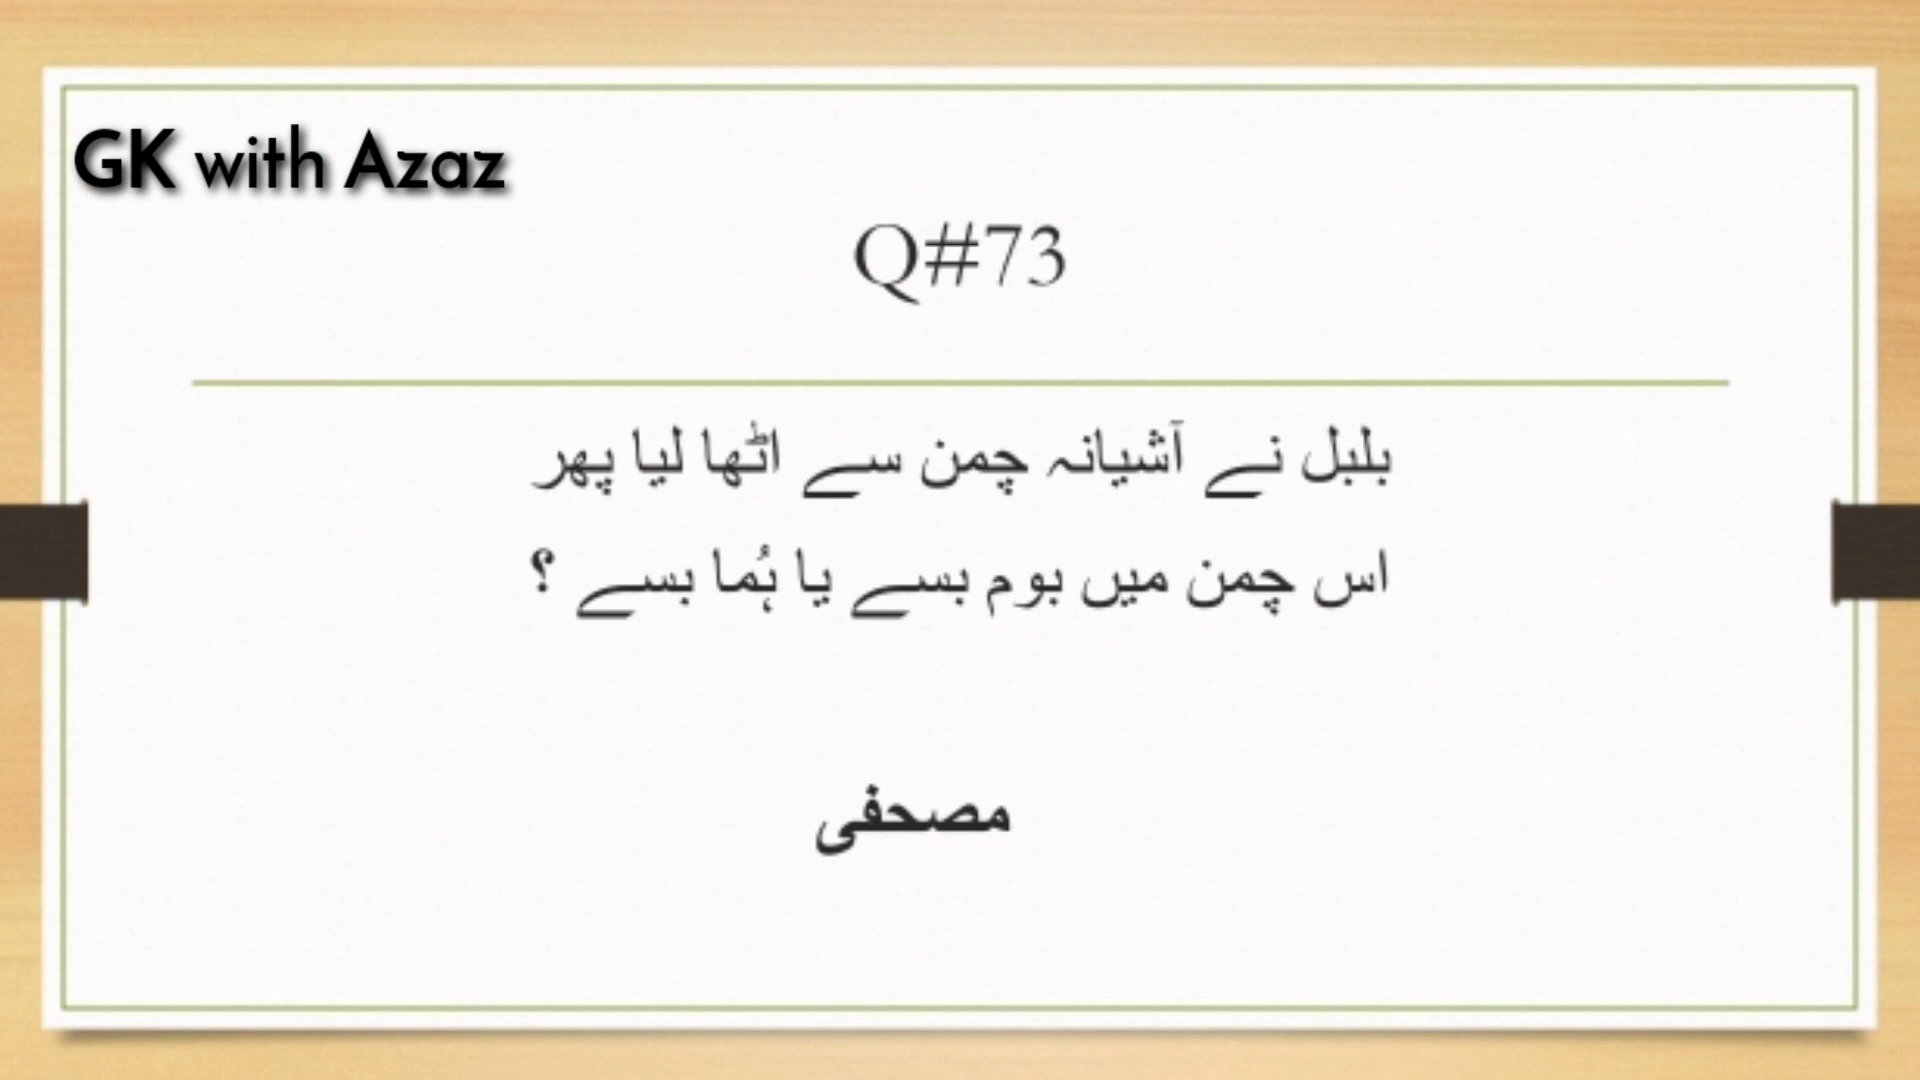 GK with Azaz
Q#73
بلبل نے آشیانہ چمن سے اٹھا لیا پھر
اس چمن میں بوم بسے یا ہُما بسے ؟
مصحفی